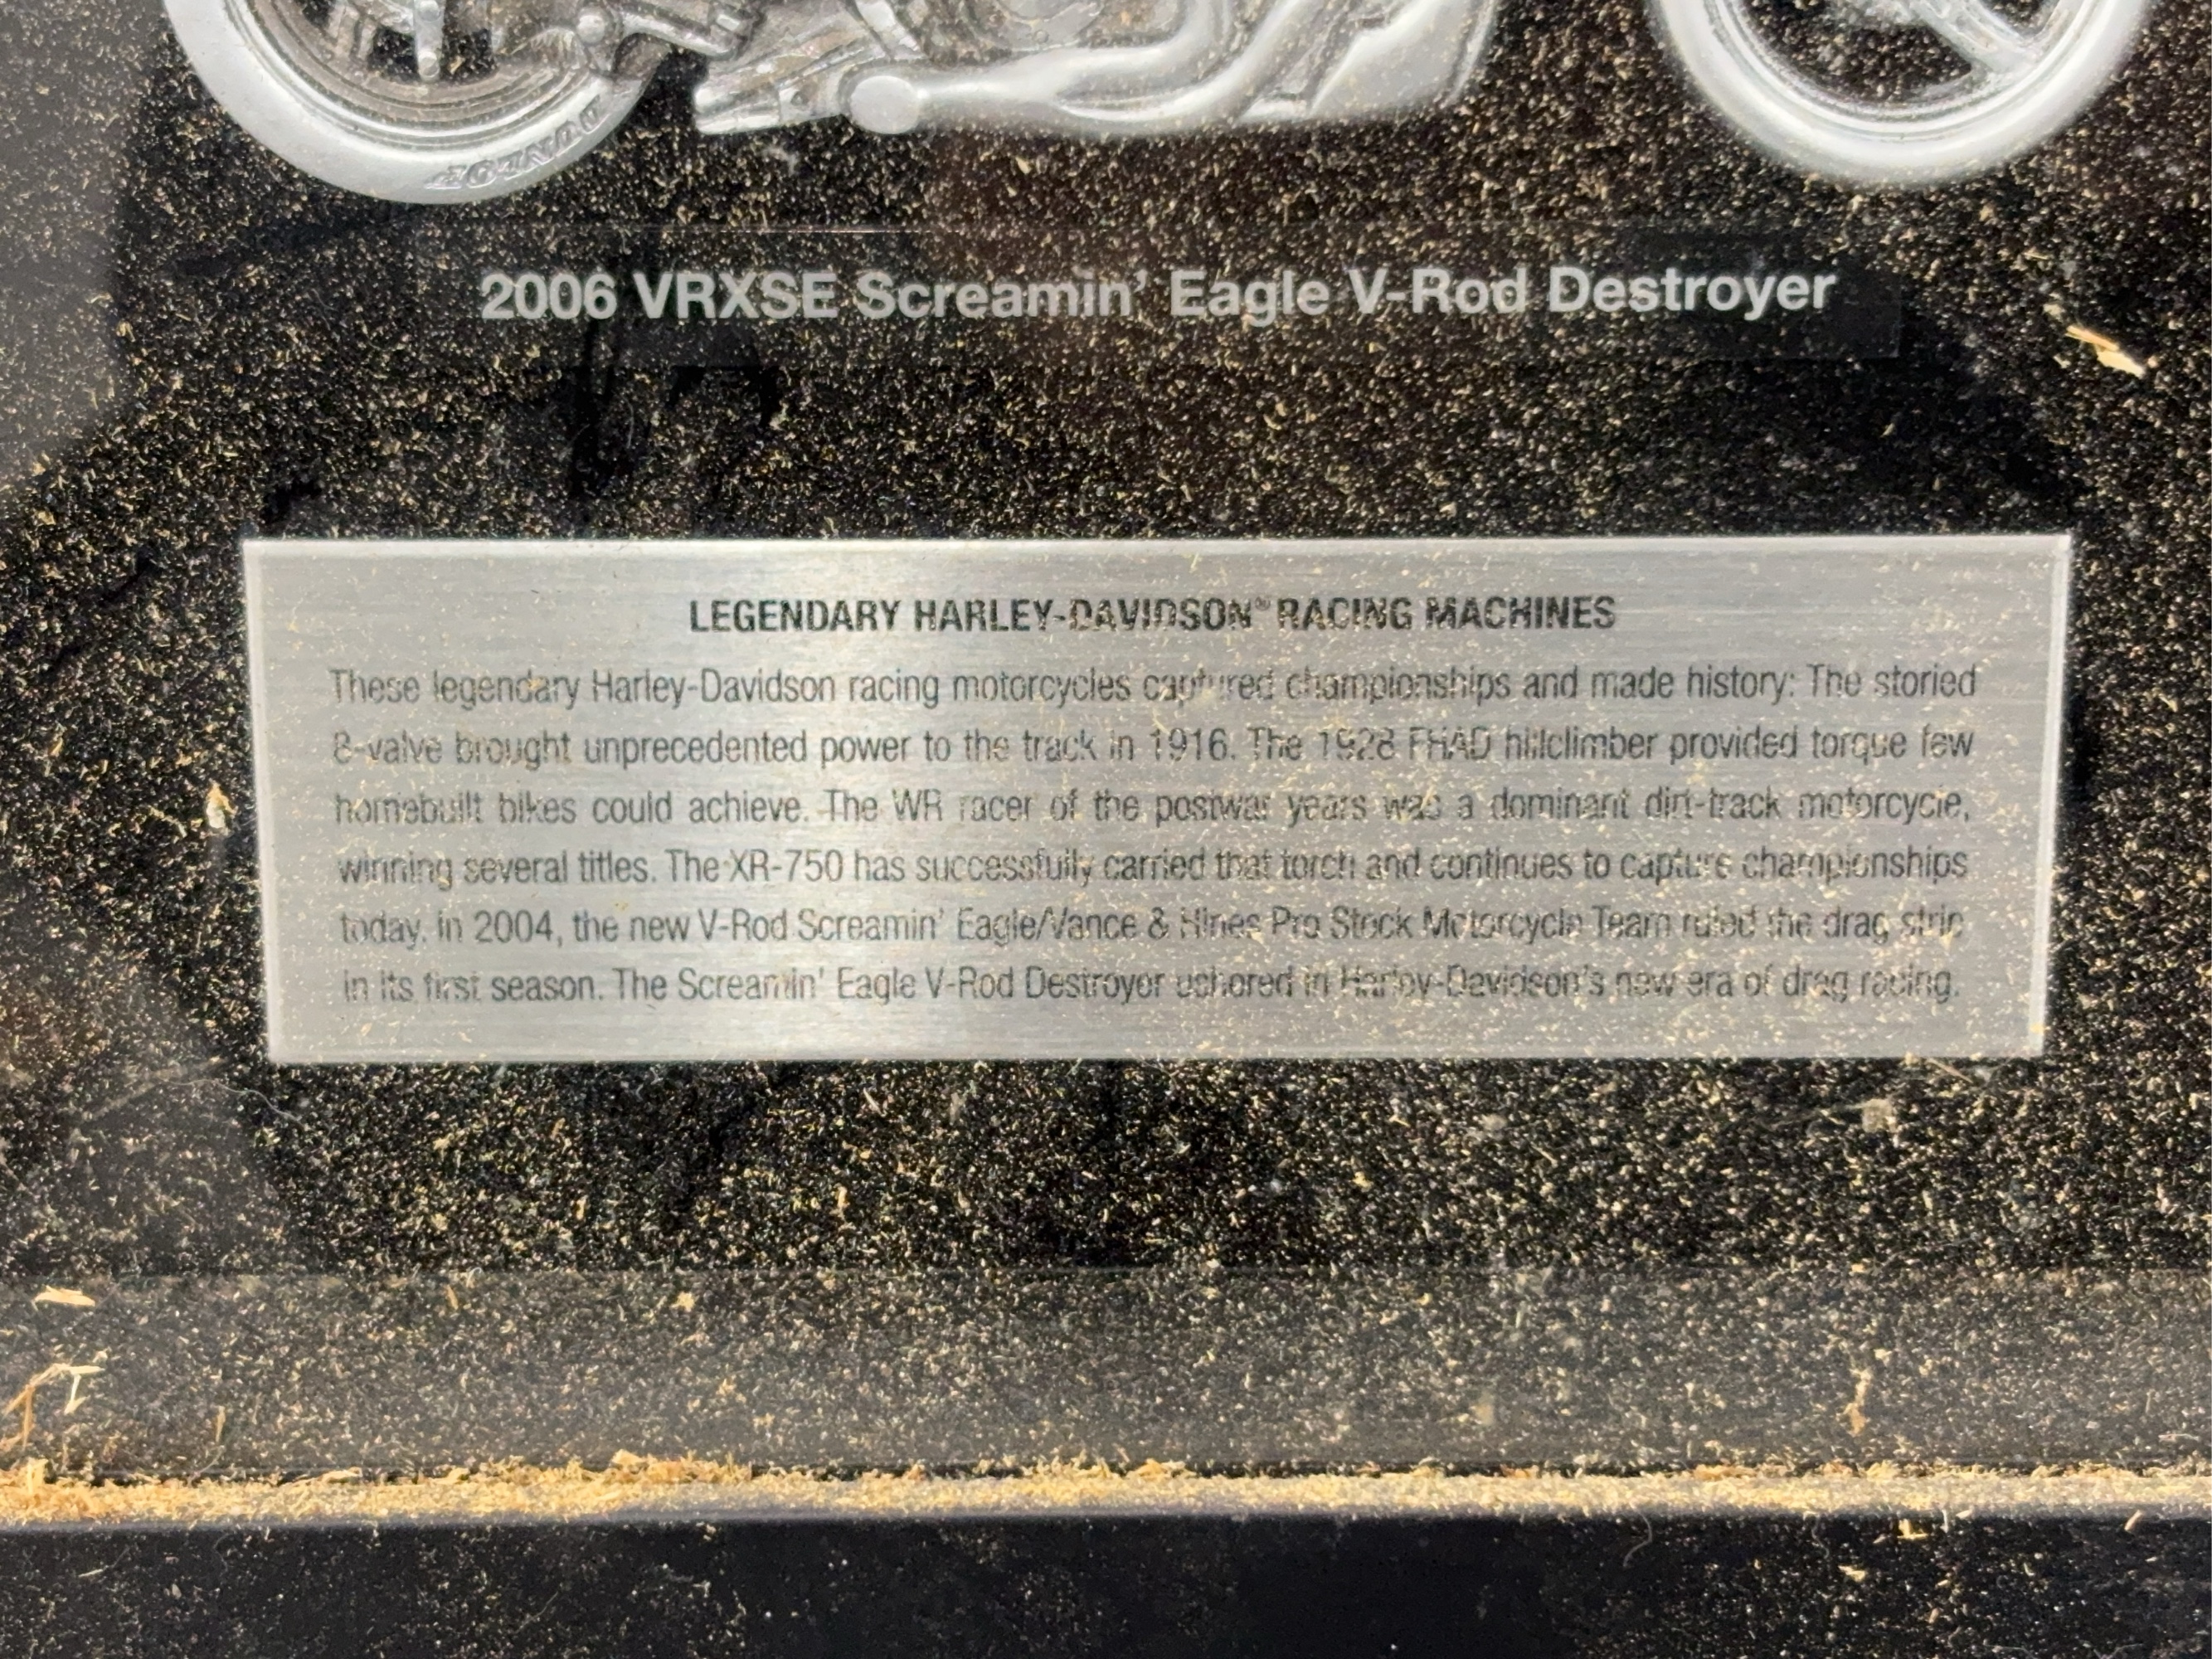 DUNLOP
2006 VRXSE Screamin' Eagle V-Rod Destroyer
LEGENDARY HARLEY-DAVIDSON® RACING MACHINES
These legendary Harley-Davidson racing motorcycles captured championships and made history: The storied
8-valve brought unprecedented power to the track in 1916. The 1928 FHAD hillclimber provided torque few
homebuilt bikes could achieve. The WR racer of the postwar years was a dominant dirt-track motorcycle,
winning several titles. The XR-750 has successfully carried that torch and continues to capture championships
today. In 2004, the new V-Rod Screamin' Eagle/Vance & Hines Pro Stock Motorcycle Team ruled the drag strip
in its first season. The Screamin' Eagle V-Rod Destroyer ushered in Harley-Davidson's new era of drag racing.